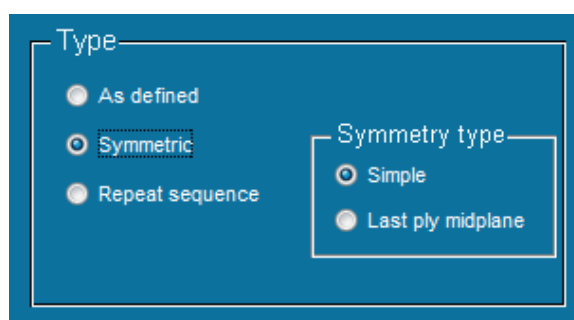 Type
As defined
Symmetric
Repeat sequence
Symmetry type
Simple
Last ply midplane